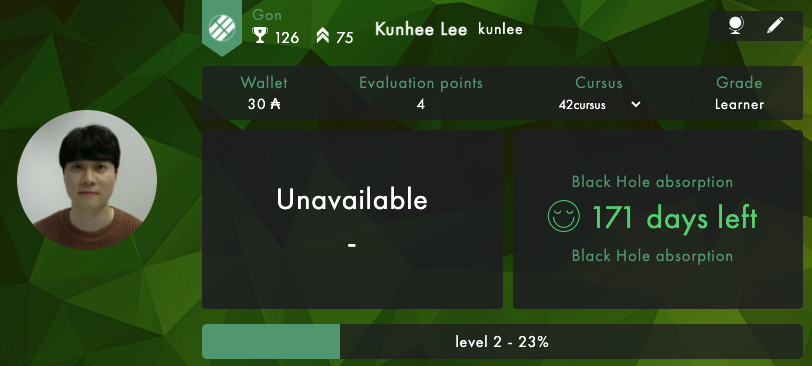 Gon
126 75 Kunhee Lee kunlee
Wallet Evaluation points Cursus Grade
30 ₳ 4 42cursus Learner
Unavailable
-
Black Hole absorption
171 days left
Black Hole absorption
level 2 - 23%